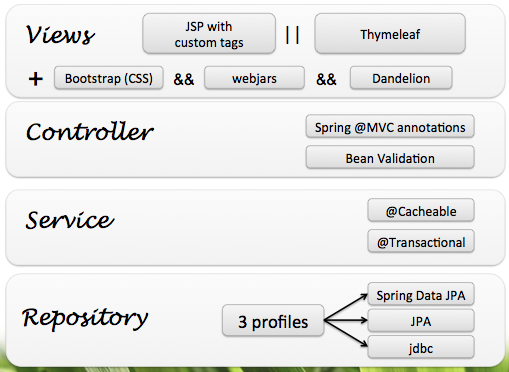 Views
JSP with
custom tags
||
Thymeleaf
+ Bootstrap (CSS) && webjars && Dandelion
Controller
Spring @MVC annotations
Bean Validation
Service
@Cacheable
@Transactional
Repository
3 profiles
Spring Data JPA
JPA
jdbc